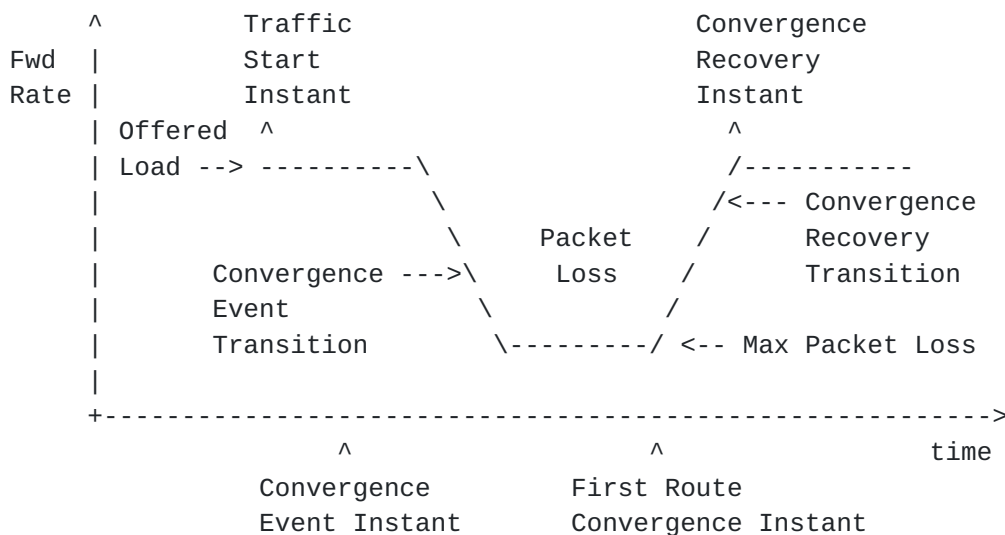 ^ Traffic Convergence
Fwd | Start Recovery
Rate | Instant Instant
| Offered ^ ^
| Load --> ----------\ /-----------
| \ /<--- Convergence
| \ Packet / Recovery
| Convergence --->\ Loss / Transition
| Event \ /
| Transition \---------/ <-- Max Packet Loss
|
+--------------------------------------------------------->
^ ^ time
Convergence First Route
Event Instant Convergence Instant